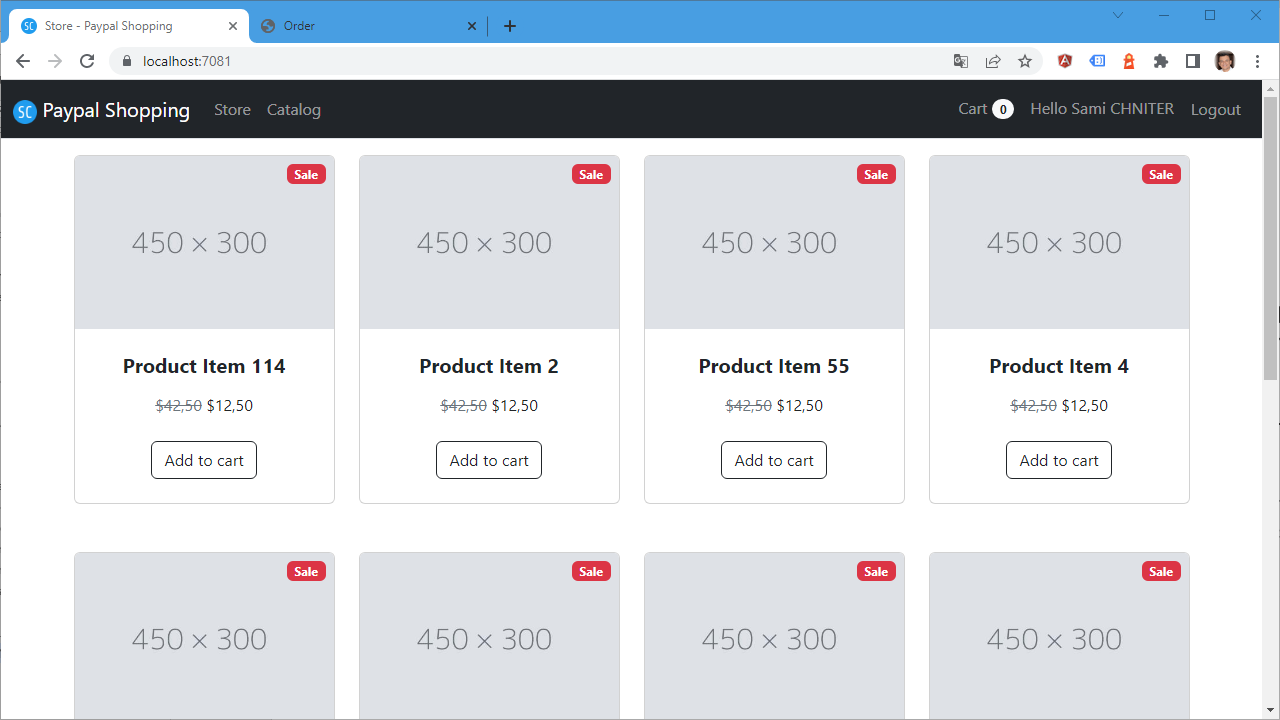 Store - Paypal Shopping
Order
localhost:7081
SC Paypal Shopping Store Catalog Cart 0 Hello Sami CHNITER Logout
Sale Sale Sale Sale
450 × 300 450 × 300 450 × 300 450 × 300
Product Item 114 Product Item 2 Product Item 55 Product Item 4
$42,50 $12,50 $42,50 $12,50 $42,50 $12,50 $42,50 $12,50
Add to cart Add to cart Add to cart Add to cart
Sale Sale Sale Sale
450 × 300 450 × 300 450 × 300 450 × 300